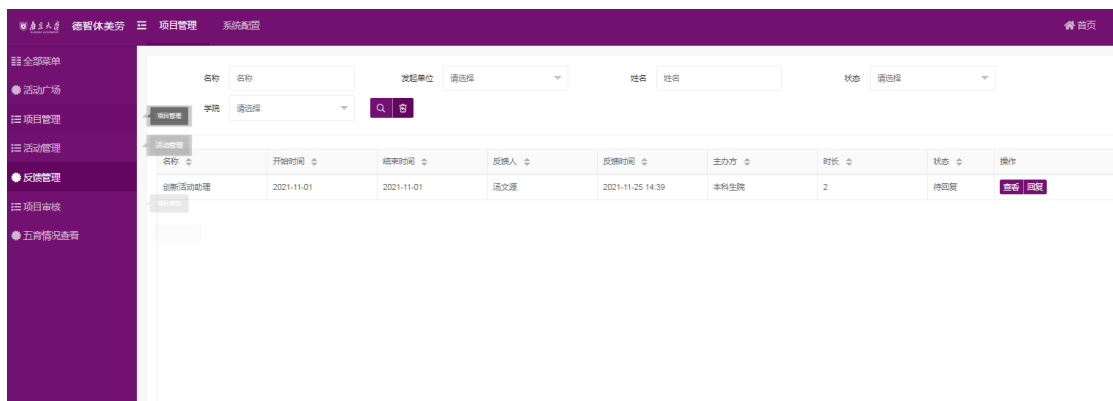 南京大学 德智体美劳 项目管理 系统配置 首页
全部菜单
活动广场
项目管理
活动管理
反馈管理
项目审核
五育情况查看
名称 名称 发起单位 请选择 姓名 姓名 状态 请选择
学院 请选择
项目管理
活动管理
名称 开始时间 结束时间 反馈人 反馈时间 主办方 时长 状态 操作
创新活动助理 2021-11-01 2021-11-01 汤文源 2021-11-25 14:39 本科生院 2 待回复 查看 回复
项目审核